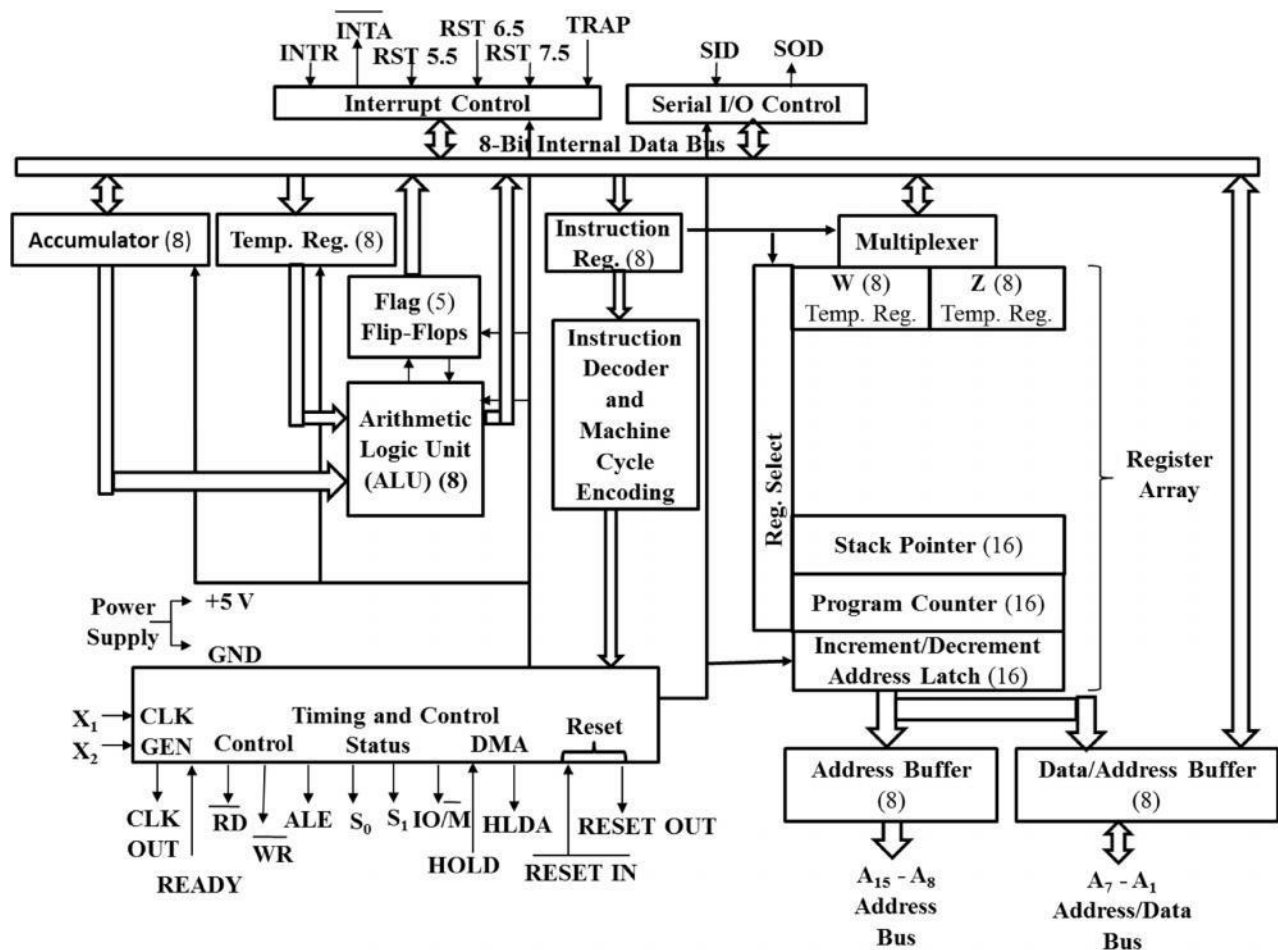 INTA
RST 6.5
TRAP
INTR
RST 5.5
RST 7.5
SID
SOD
Interrupt Control
Serial I/O Control
8-Bit Internal Data Bus
Accumulator (8)
Temp. Reg. (8)
Instruction
Reg. (8)
Multiplexer
W (8)
Temp. Reg.
Z (8)
Temp. Reg.
Flag (5)
Flip-Flops
Instruction
Decoder
and
Machine
Cycle
Encoding
Arithmetic
Logic Unit
(ALU) (8)
Reg. Select
Register
Array
Stack Pointer (16)
Program Counter (16)
Increment/Decrement
Address Latch (16)
Power
Supply
+5 V
GND
X1
X2
CLK
GEN
Timing and Control
Control
Status
DMA
Reset
CLK
OUT
READY
RD
WR
ALE
S0
S1
IO/M
HOLD
HLDA
RESET IN
RESET OUT
Address Buffer
(8)
Data/Address Buffer
(8)
A15 - A8
Address
Bus
A7 - A1
Address/Data
Bus